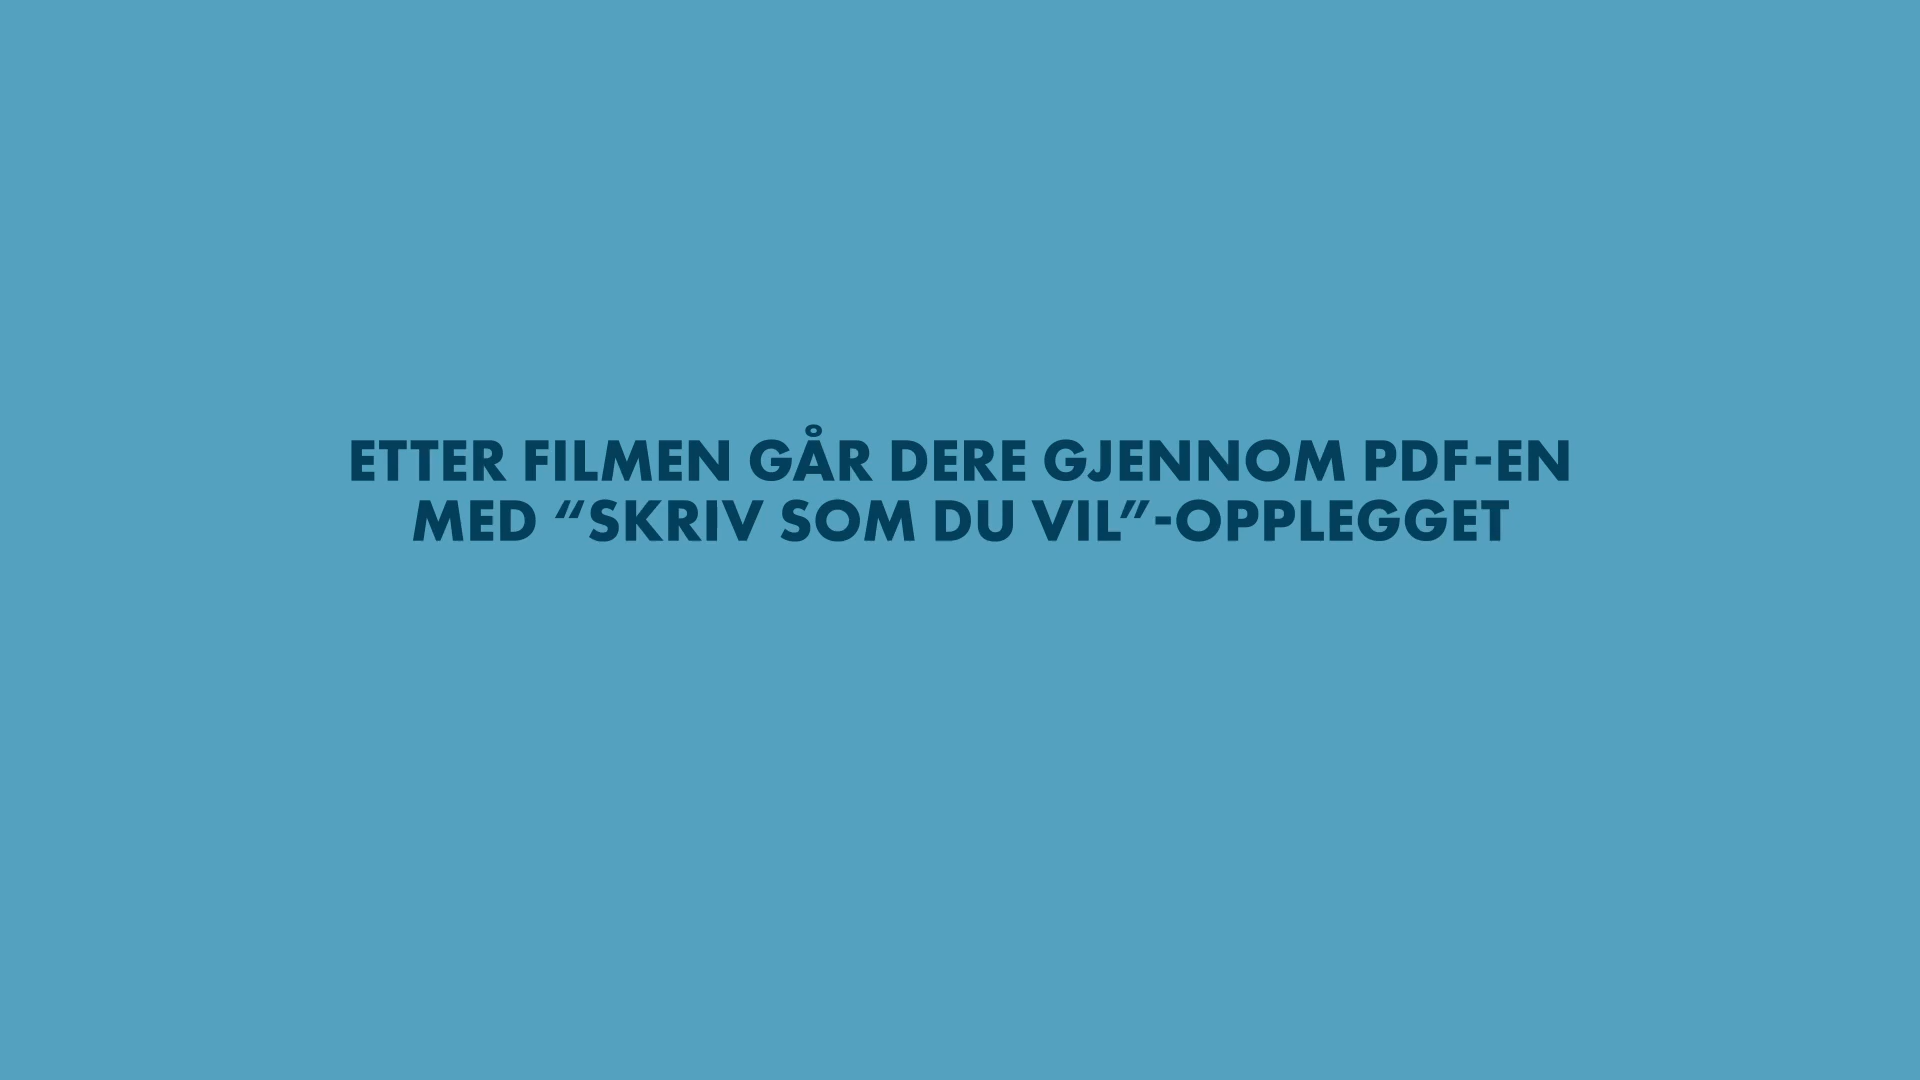 ETTER FILMEN GÅR DERE GJENNOM PDF-EN
MED “SKRIV SOM DU VIL”-OPPLEGGET